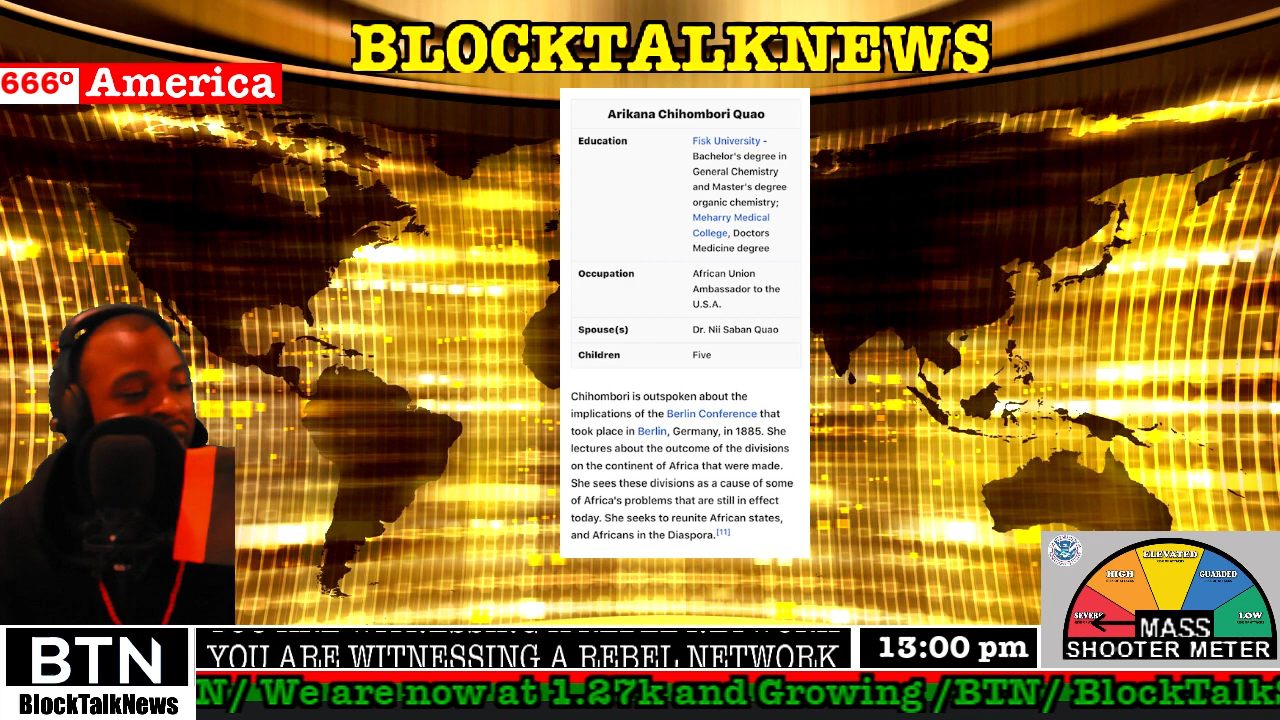 BLOCKTALKNEWS
666º America
Arikana Chihombori Quao
Education
Fisk University -
Bachelor's degree in
General Chemistry
and Master's degree
organic chemistry;
Meharry Medical
College, Doctors
Medicine degree
Occupation
African Union
Ambassador to the
U.S.A.
Spouse(s)
Dr. Nii Saban Quao
Children
Five
Chihombori is outspoken about the
implications of the Berlin Conference that
took place in Berlin, Germany, in 1885. She
lectures about the outcome of the divisions
on the continent of Africa that were made.
She sees these divisions as a cause of some
of Africa's problems that are still in effect
today. She seeks to reunite African states,
and Africans in the Diaspora.[11]
SEVERE
HIGH
ELEVATED
GUARDED
LOW
MASS
SHOOTER METER
BTN
BlockTalkNews
YOU ARE WITNESSING A REBEL NETWORK
13:00 pm
N/ We are now at 1.27k and Growing /BTN/ BlockTalk